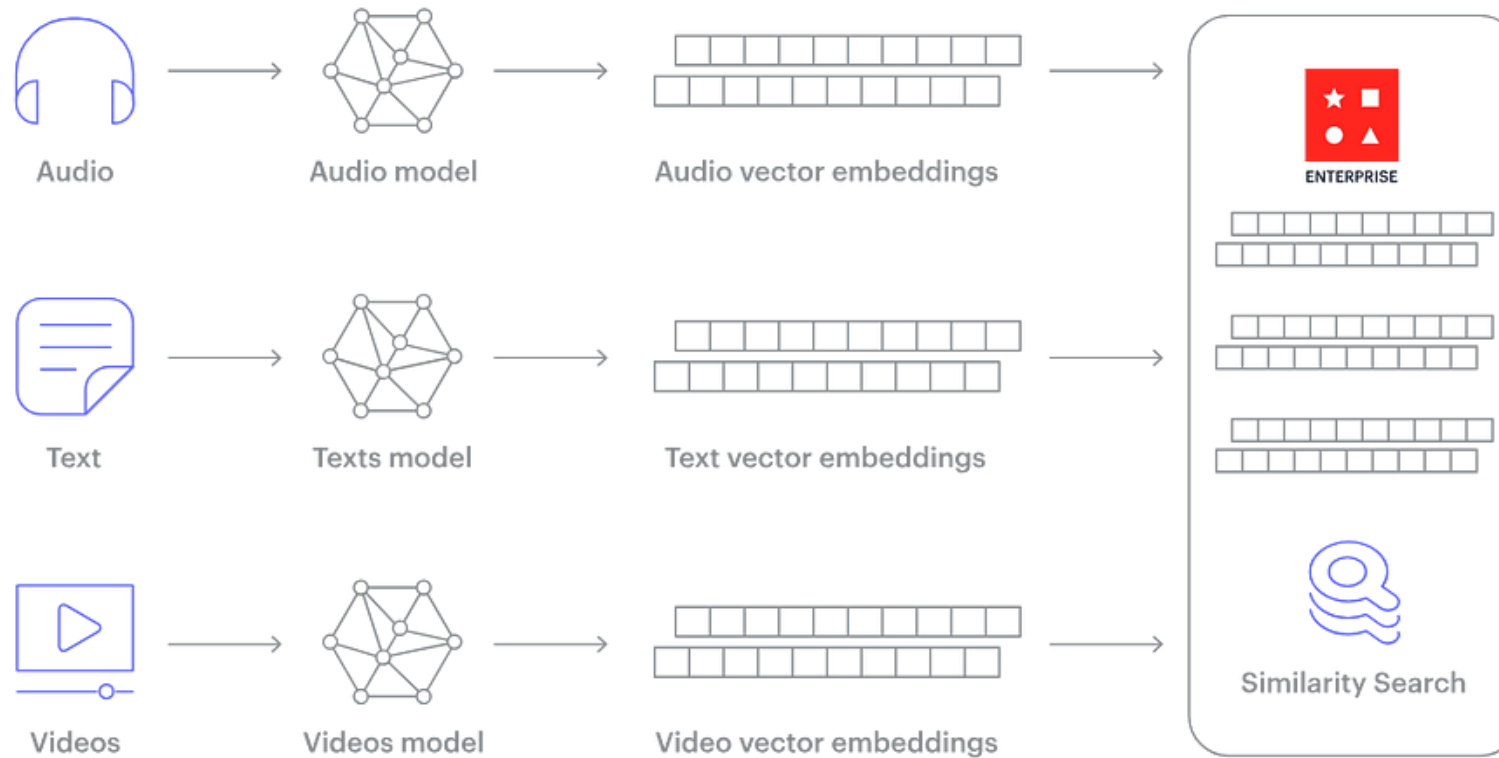 Audio
Audio model
Audio vector embeddings
ENTERPRISE
Text
Texts model
Text vector embeddings
Similarity Search
Videos
Videos model
Video vector embeddings